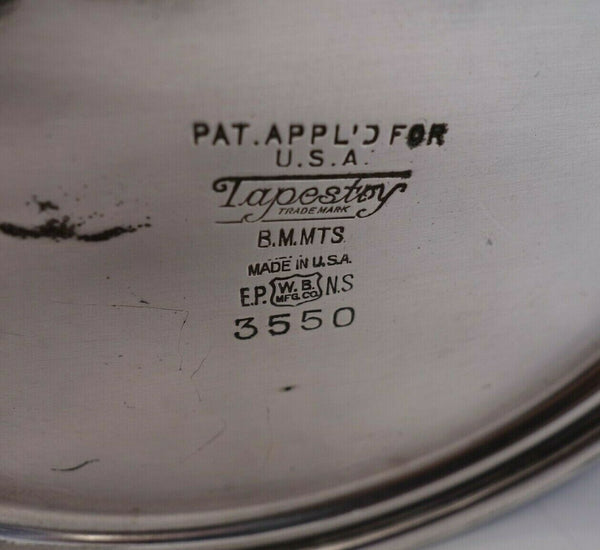 PAT. APPL'D FOR
U.S.A.
Tapestry
TRADE MARK
B.M.MTS.
MADE IN U.S.A.
E.P. W.B. MFG.CO. N.S
3550